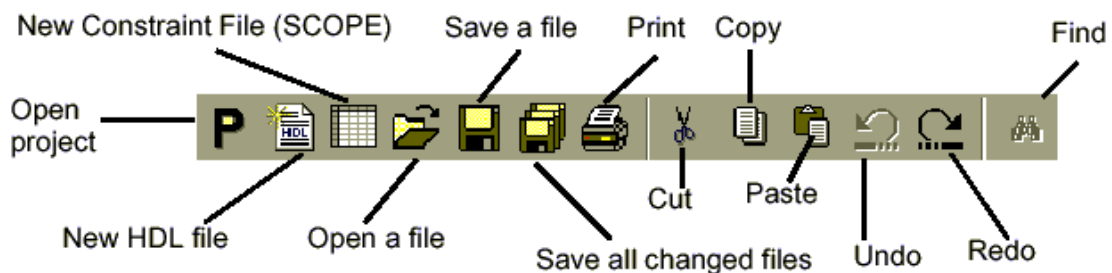 New Constraint File (SCOPE)
Save a file
Print
Copy
Find
Open
project
P
HDL
Cut
Paste
New HDL file
Open a file
Save all changed files
Undo
Redo